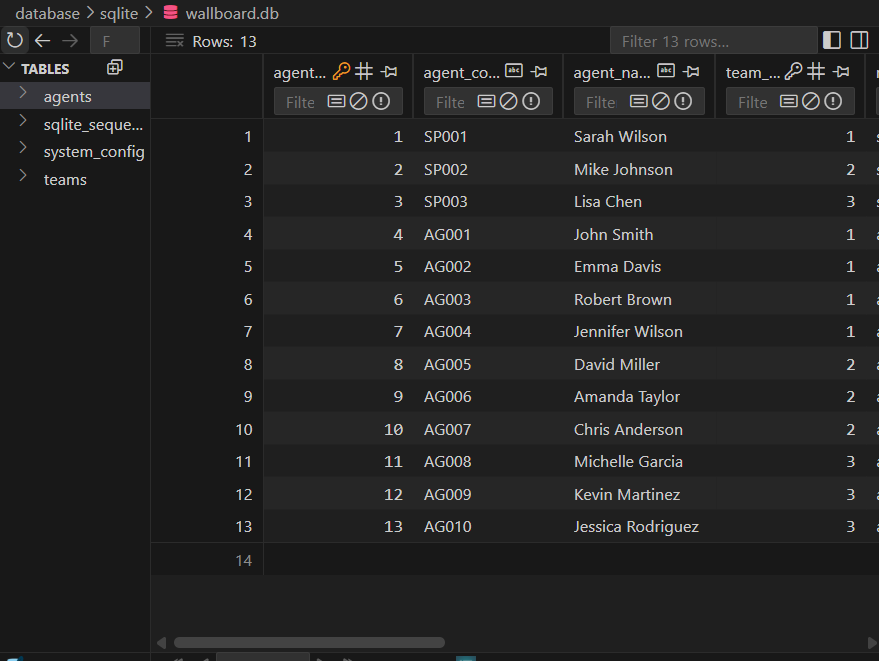 database > sqlite > wallboard.db
F
Rows: 13
Filter 13 rows...
TABLES
agents
sqlite_seque...
system_config
teams
agent... agent_co... agent_na... team_...
Filte Filte Filte Filte
1 1 SP001 Sarah Wilson 1
2 2 SP002 Mike Johnson 2
3 3 SP003 Lisa Chen 3
4 4 AG001 John Smith 1
5 5 AG002 Emma Davis 1
6 6 AG003 Robert Brown 1
7 7 AG004 Jennifer Wilson 1
8 8 AG005 David Miller 2
9 9 AG006 Amanda Taylor 2
10 10 AG007 Chris Anderson 2
11 11 AG008 Michelle Garcia 3
12 12 AG009 Kevin Martinez 3
13 13 AG010 Jessica Rodriguez 3
14